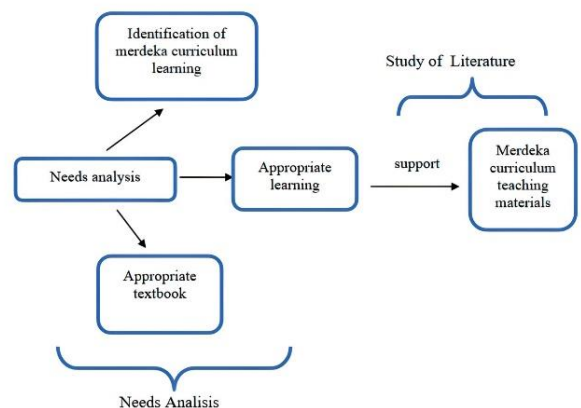 Identification of
merdeka curriculum
learning
Study of Literature
Needs analysis
Appropriate
learning
support
Merdeka
curriculum
teaching
materials
Appropriate
textbook
Needs Analisis